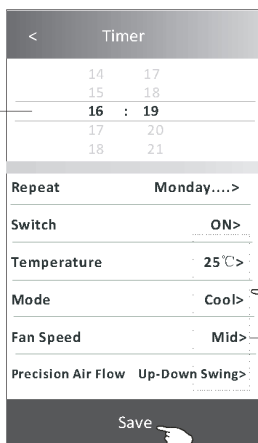 < Timer
14 17
15 18
16 : 19
17 20
18 21
Repeat Monday....>
Switch ON>
Temperature 25℃>
Mode Cool>
Fan Speed Mid>
Precision Air Flow Up-Down Swing>
Save